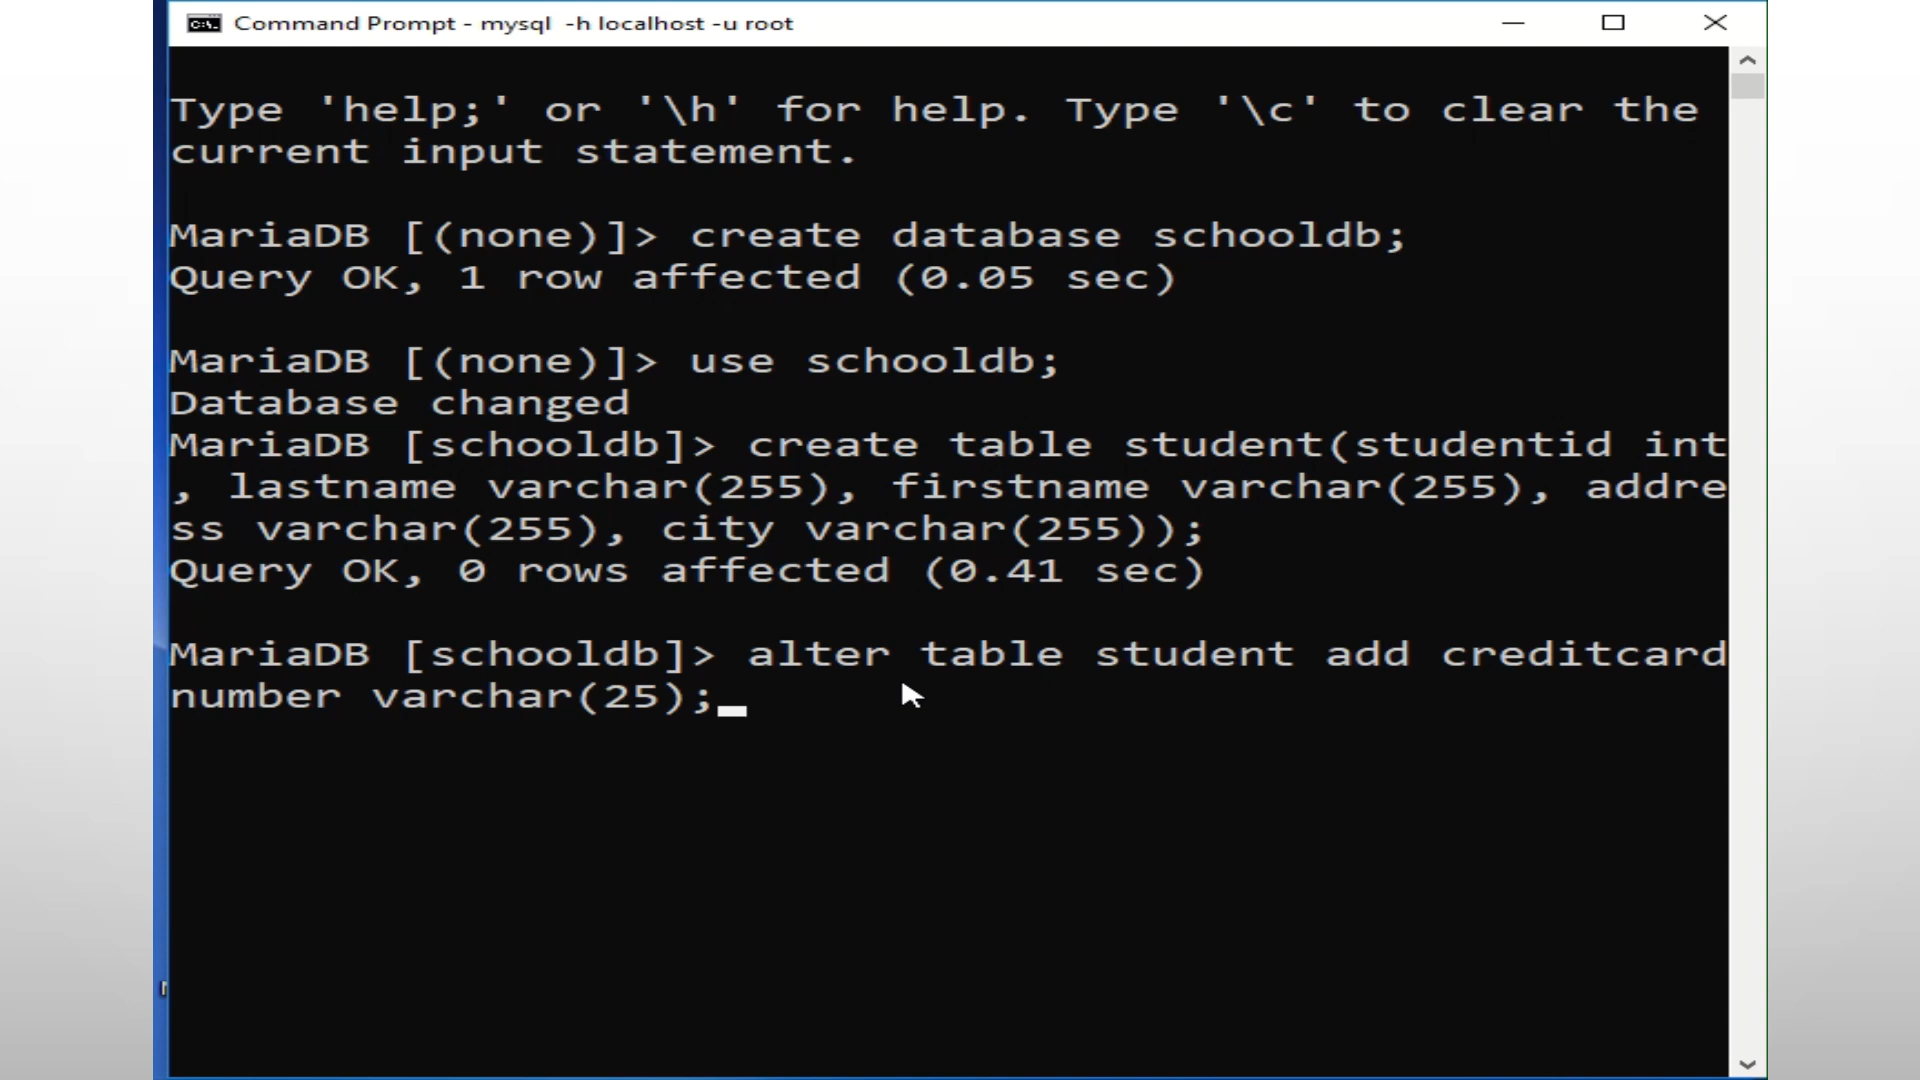 Command Prompt - mysql -h localhost -u root
Type 'help;' or '\h' for help. Type '\c' to clear the
current input statement.
MariaDB [(none)]> create database schooldb;
Query OK, 1 row affected (0.05 sec)
MariaDB [(none)]> use schooldb;
Database changed
MariaDB [schooldb]> create table student(studentid int
, lastname varchar(255), firstname varchar(255), addre
ss varchar(255), city varchar(255));
Query OK, 0 rows affected (0.41 sec)
MariaDB [schooldb]> alter table student add creditcard
number varchar(25);